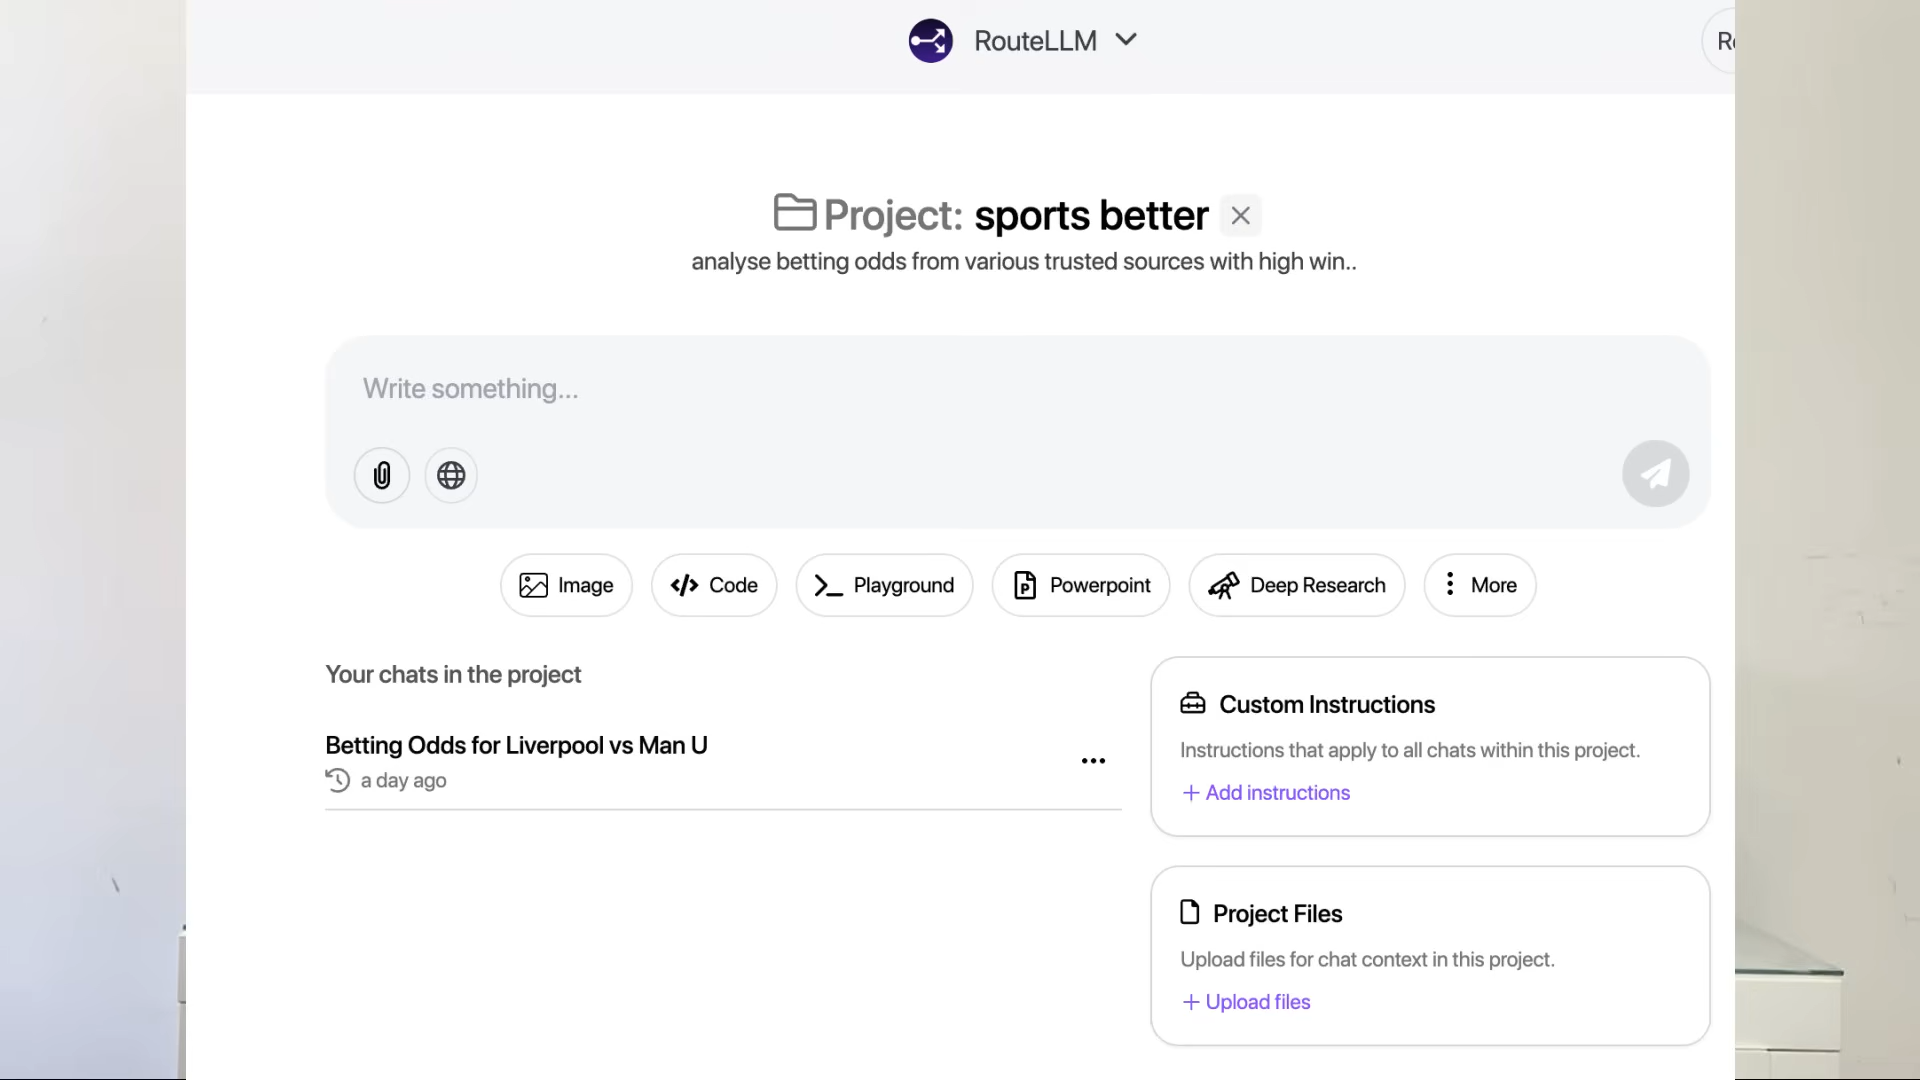 RouteLLM
Project: sports better
analyse betting odds from various trusted sources with high win..
Write something...
Image
Code
Playground
Powerpoint
Deep Research
More
Your chats in the project
Betting Odds for Liverpool vs Man U
a day ago
Custom Instructions
Instructions that apply to all chats within this project.
+ Add instructions
Project Files
Upload files for chat context in this project.
+ Upload files